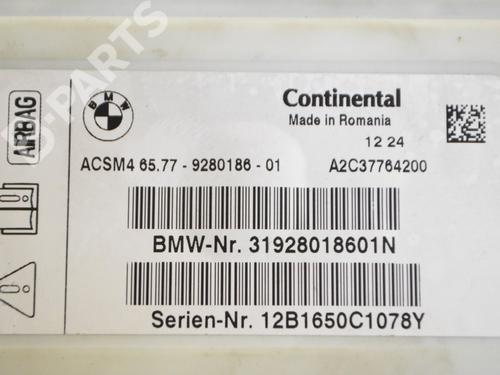 B-PARTS
AIRBAG
BMW
Continental
Made in Romania
12 24
ACSM4 65.77 - 9280186 - 01 A2C37764200
BMW-Nr. 31928018601N
Serien-Nr. 12B1650C1078Y